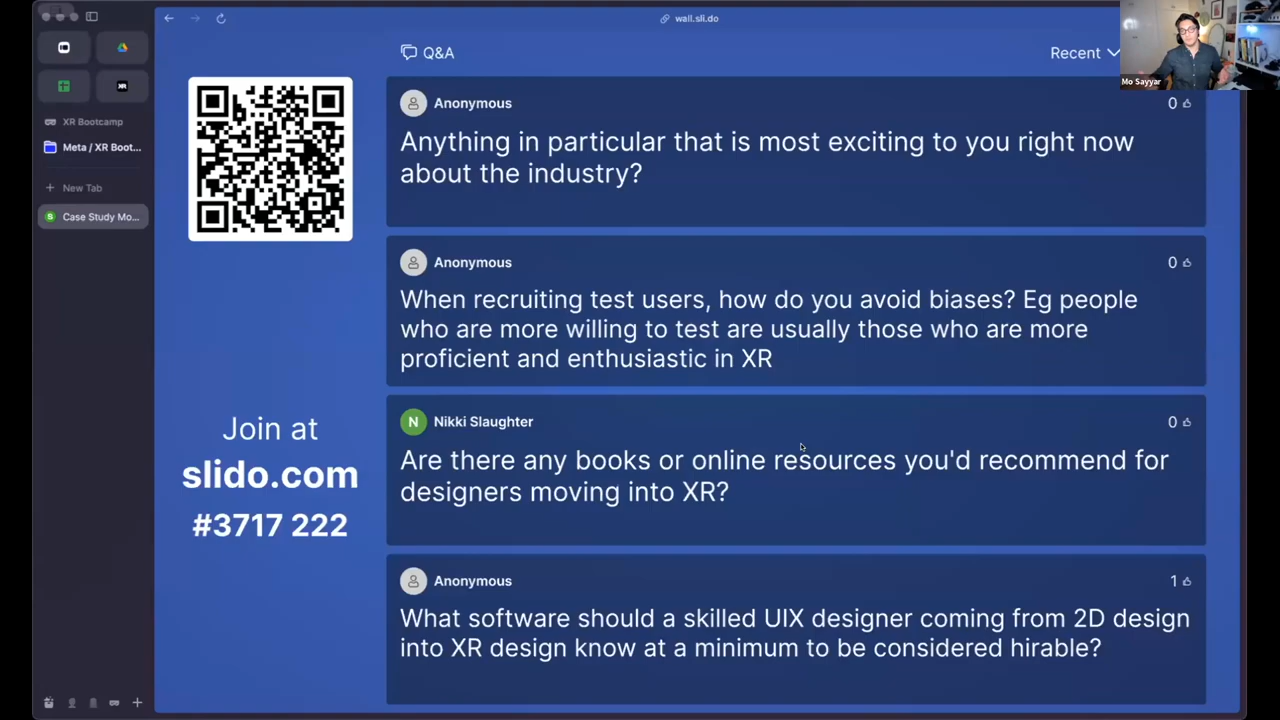 wall.sli.do
XR Bootcamp
Meta / XR Boot...
New Tab
Case Study Mo...
Q&A
Recent
Mo Sayyar
Anonymous
0
Anything in particular that is most exciting to you right now
about the industry?
Anonymous
0
When recruiting test users, how do you avoid biases? Eg people
who are more willing to test are usually those who are more
proficient and enthusiastic in XR
N
Nikki Slaughter
0
Are there any books or online resources you'd recommend for
designers moving into XR?
Anonymous
1
What software should a skilled UIX designer coming from 2D design
into XR design know at a minimum to be considered hirable?
Join at
slido.com
#3717 222
XR
S